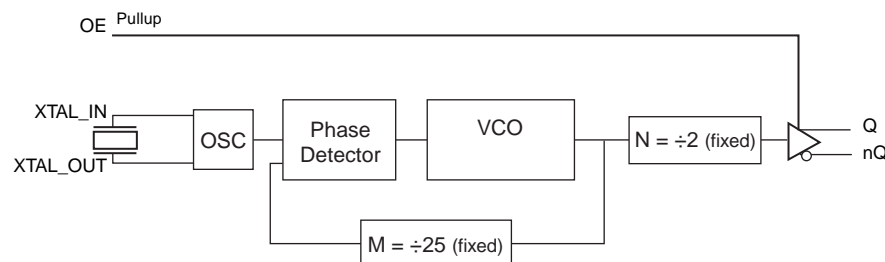 OE Pullup
XTAL_IN
XTAL_OUT
OSC
Phase
Detector
VCO
N = ÷2 (fixed)
Q
nQ
M = ÷25 (fixed)